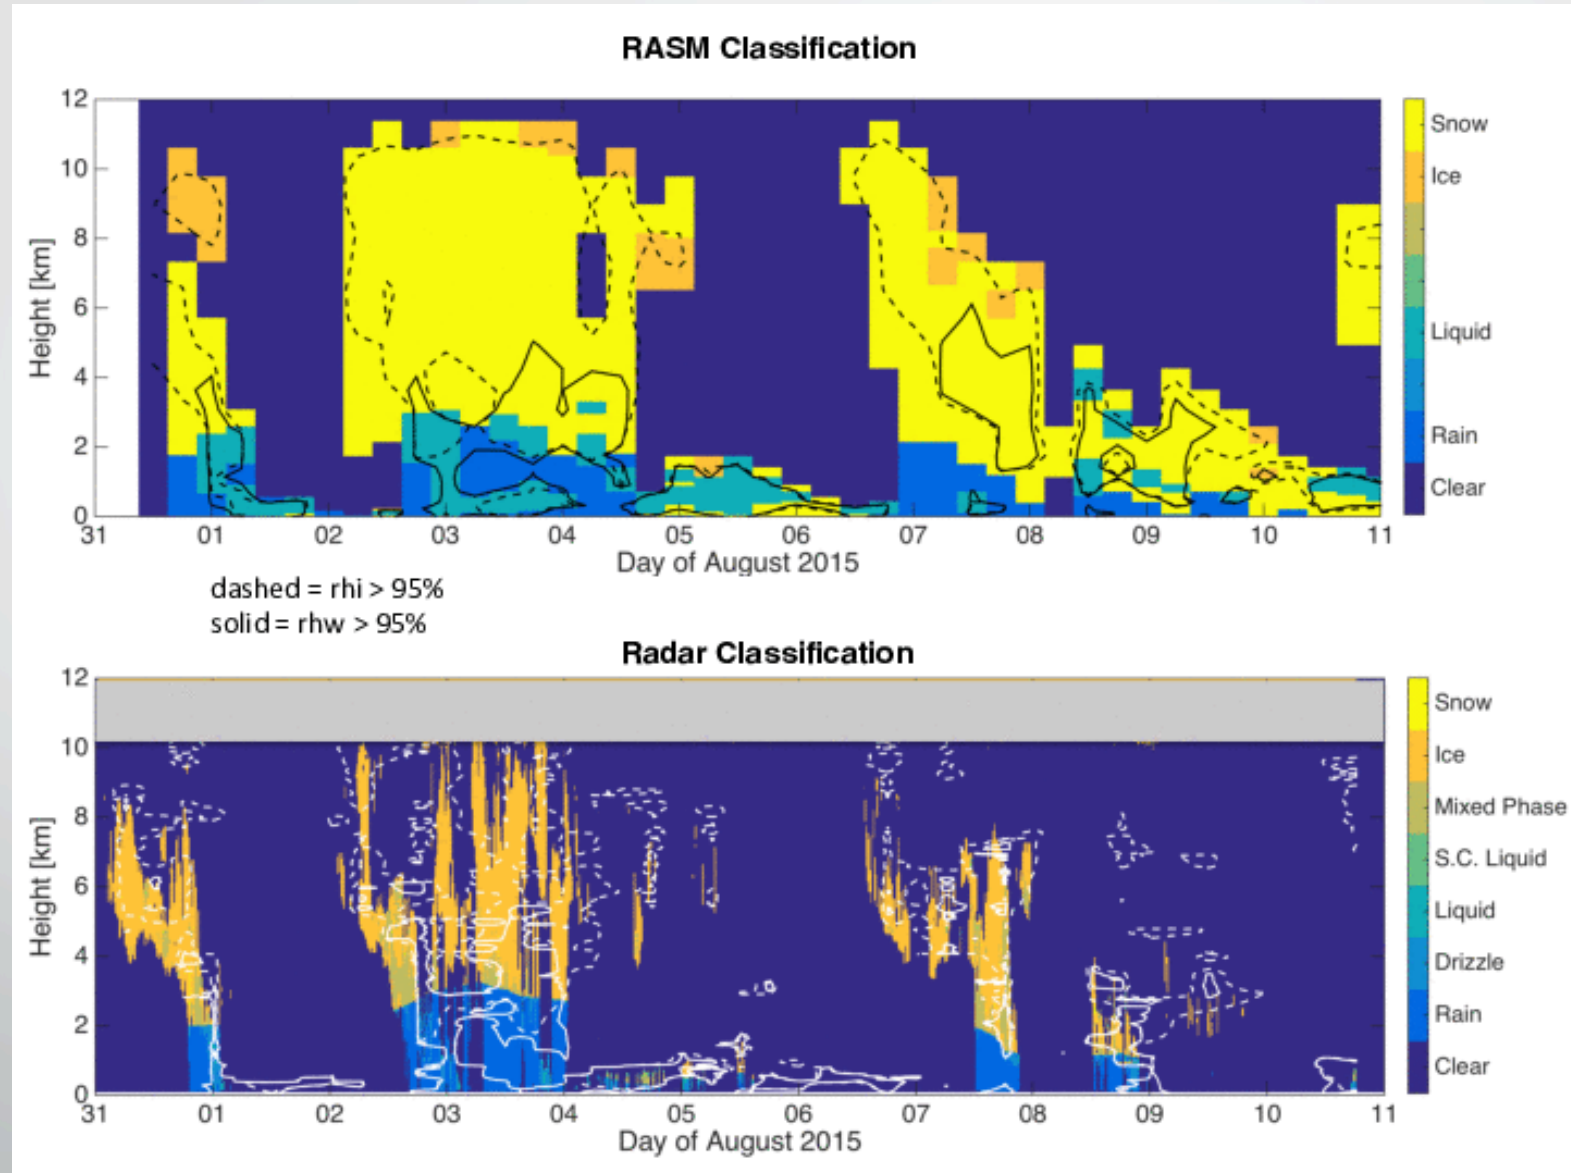 RASM Classification
12
10
8
6
4
2
0
Height [km]
31 01 02 03 04 05 06 07 08 09 10 11
Day of August 2015
Snow
Ice
Liquid
Rain
Clear
dashed = rhi > 95%
solid = rhw > 95%
Radar Classification
12
10
8
6
4
2
0
Height [km]
31 01 02 03 04 05 06 07 08 09 10 11
Day of August 2015
Snow
Ice
Mixed Phase
S.C. Liquid
Liquid
Drizzle
Rain
Clear